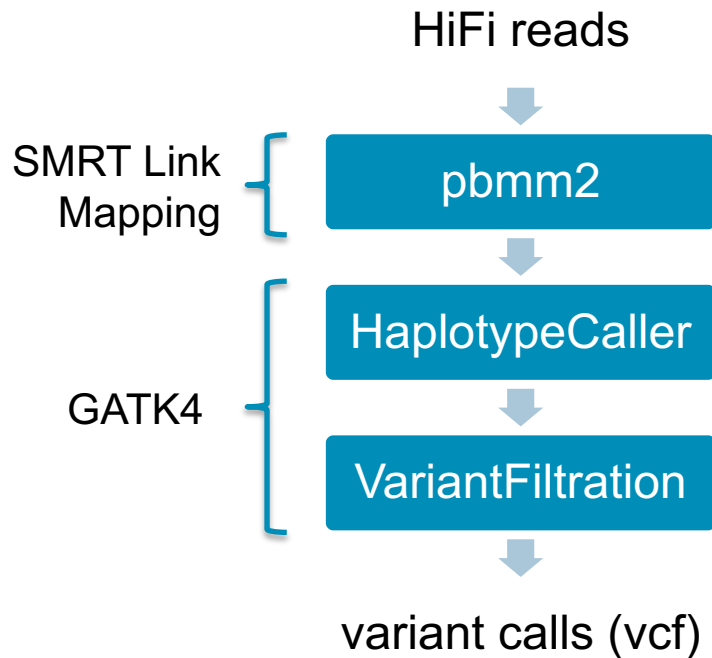 HiFi reads
SMRT Link
Mapping
pbmm2
HaplotypeCaller
GATK4
VariantFiltration
variant calls (vcf)